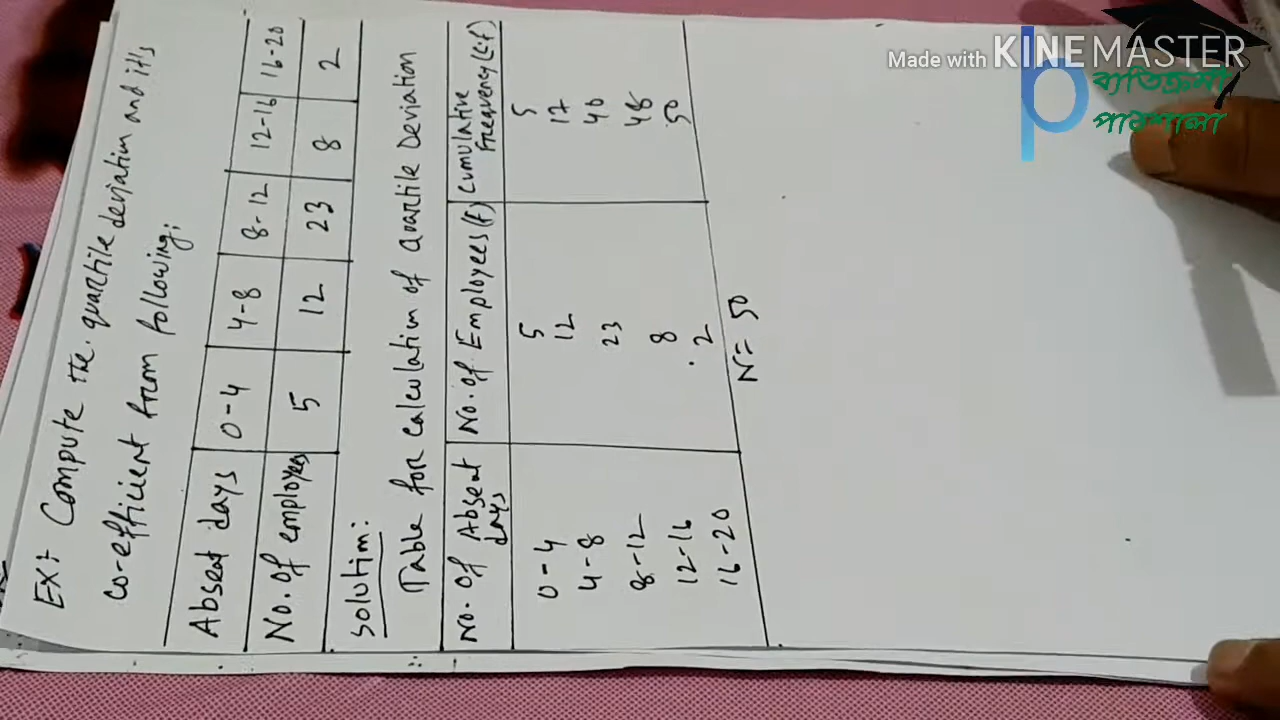 Ex: Compute the quartile deviation and it's
co-efficient from following:
Absent days 0-4 4-8 8-12 12-16 16-20
No. of employees 5 12 23 8 2
Solution:
Table for calculation of Quartile Deviation
No. of Absent days No. of Employees (f) Cumulative Frequency (c.f)
0-4 5 5
4-8 12 17
8-12 23 40
12-16 8 48
16-20 2 50
N = 50
Made with KINEMASTER
ব্যতিক্রমী
পাঠশালা